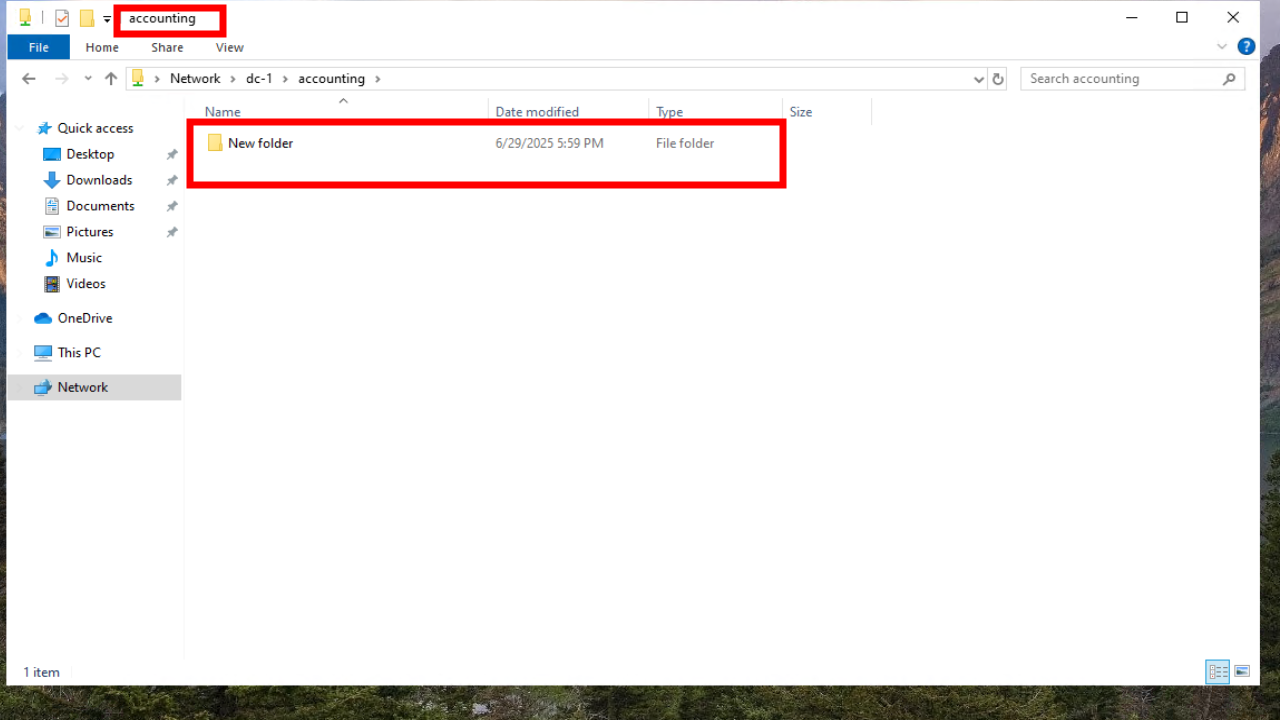 accounting
File Home Share View
Network dc-1 accounting Search accounting
Name Date modified Type Size
New folder 6/29/2025 5:59 PM File folder
Quick access
Desktop
Downloads
Documents
Pictures
Music
Videos
OneDrive
This PC
Network
1 item